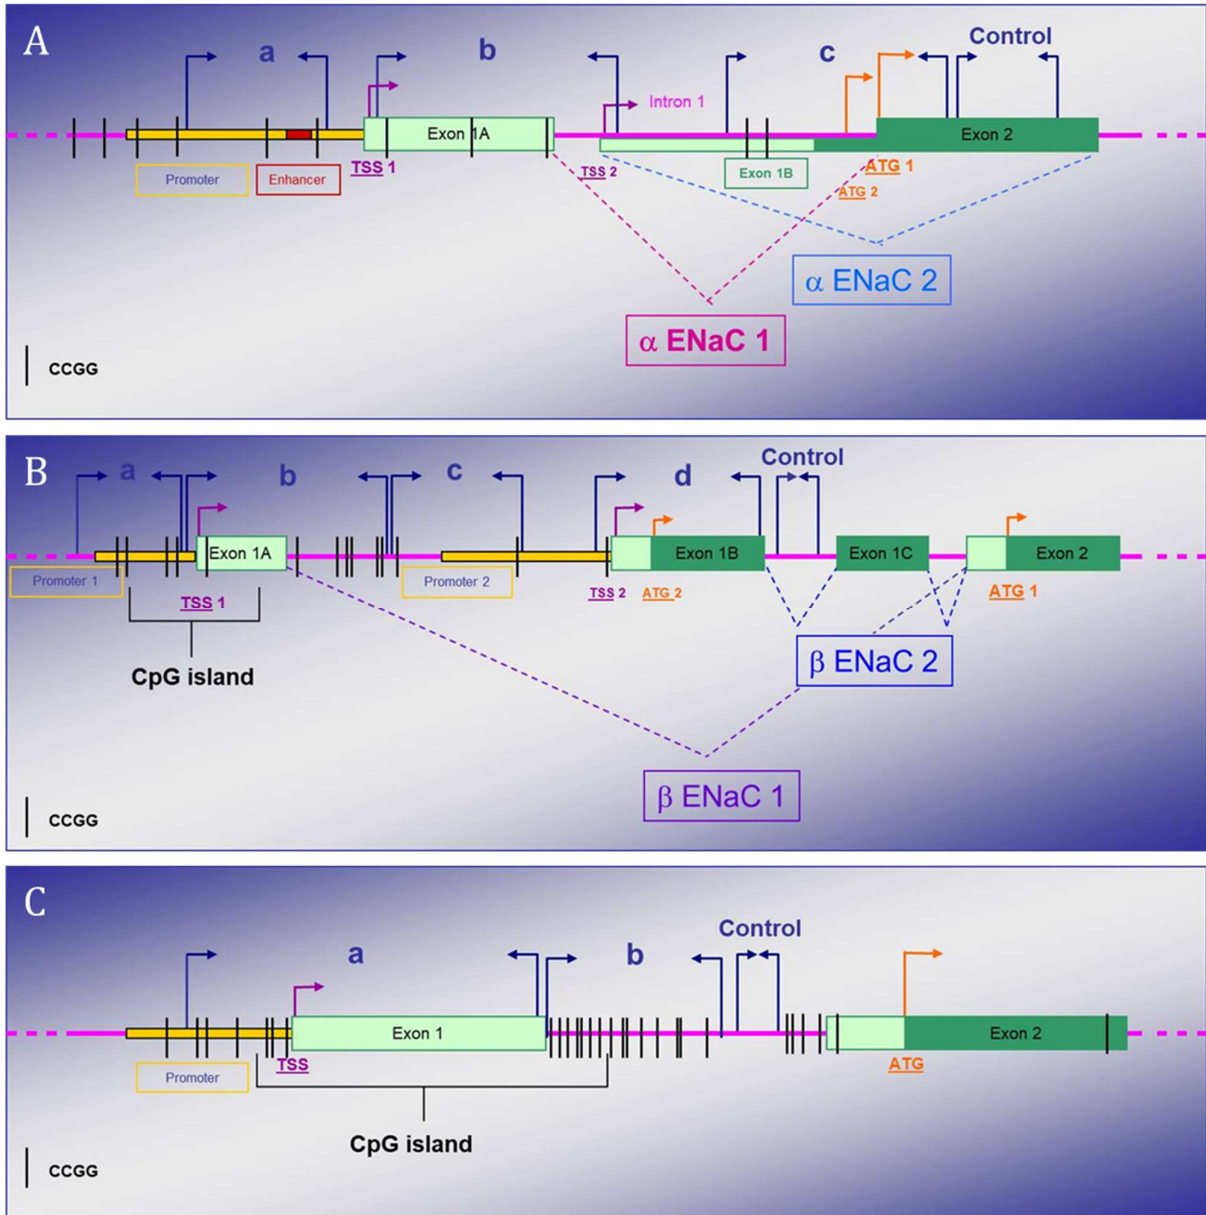 A
a
b
c
Control
Intron 1
Exon 1A
Exon 2
Promoter
Enhancer
TSS 1
TSS 2
Exon 1B
ATG 1
ATG 2
α ENaC 2
α ENaC 1
CCGG
B
a
b
c
d
Control
Exon 1A
Exon 1B
Exon 1C
Exon 2
Promoter 1
TSS 1
Promoter 2
TSS 2
ATG 2
ATG 1
CpG island
β ENaC 2
β ENaC 1
CCGG
C
a
b
Control
Exon 1
Exon 2
Promoter
TSS
ATG
CpG island
CCGG